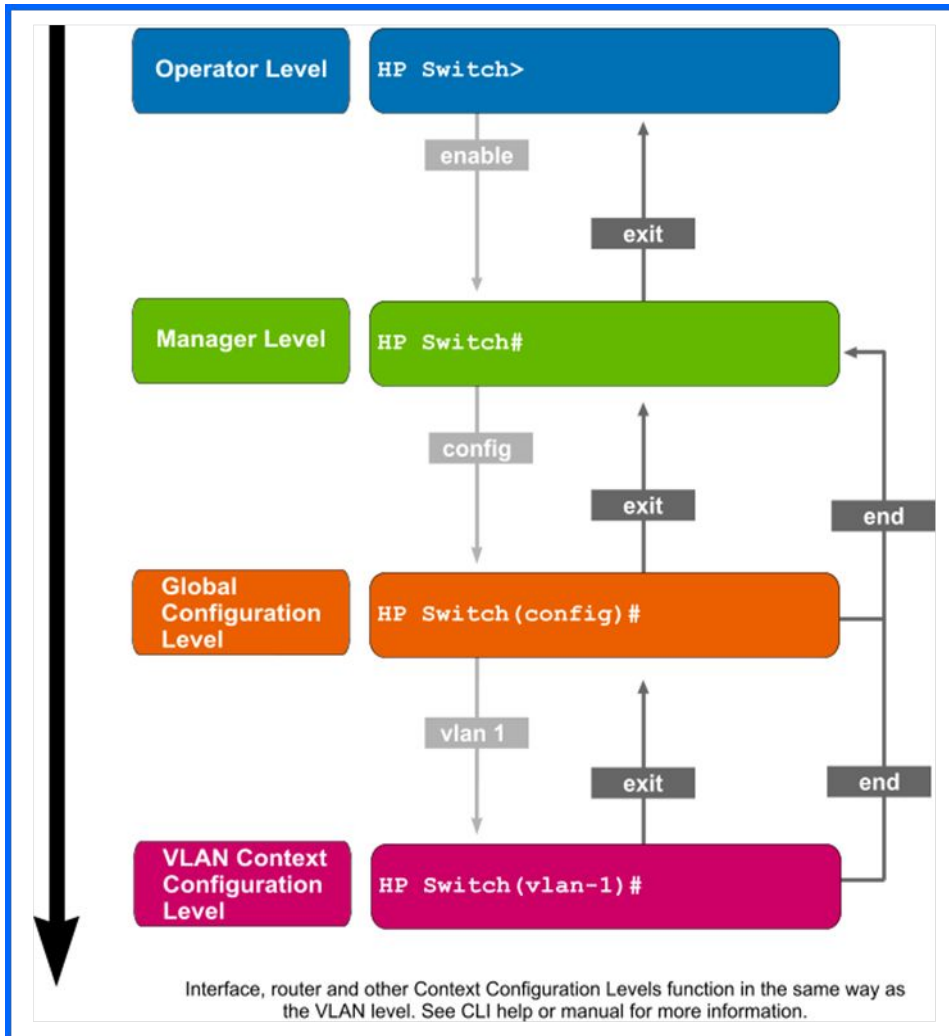 Operator Level
HP Switch>
enable
exit
Manager Level
HP Switch#
config
exit
end
Global
Configuration
Level
HP Switch(config)#
vlan 1
exit
end
VLAN Context
Configuration
Level
HP Switch(vlan-1)#
Interface, router and other Context Configuration Levels function in the same way as
the VLAN level. See CLI help or manual for more information.